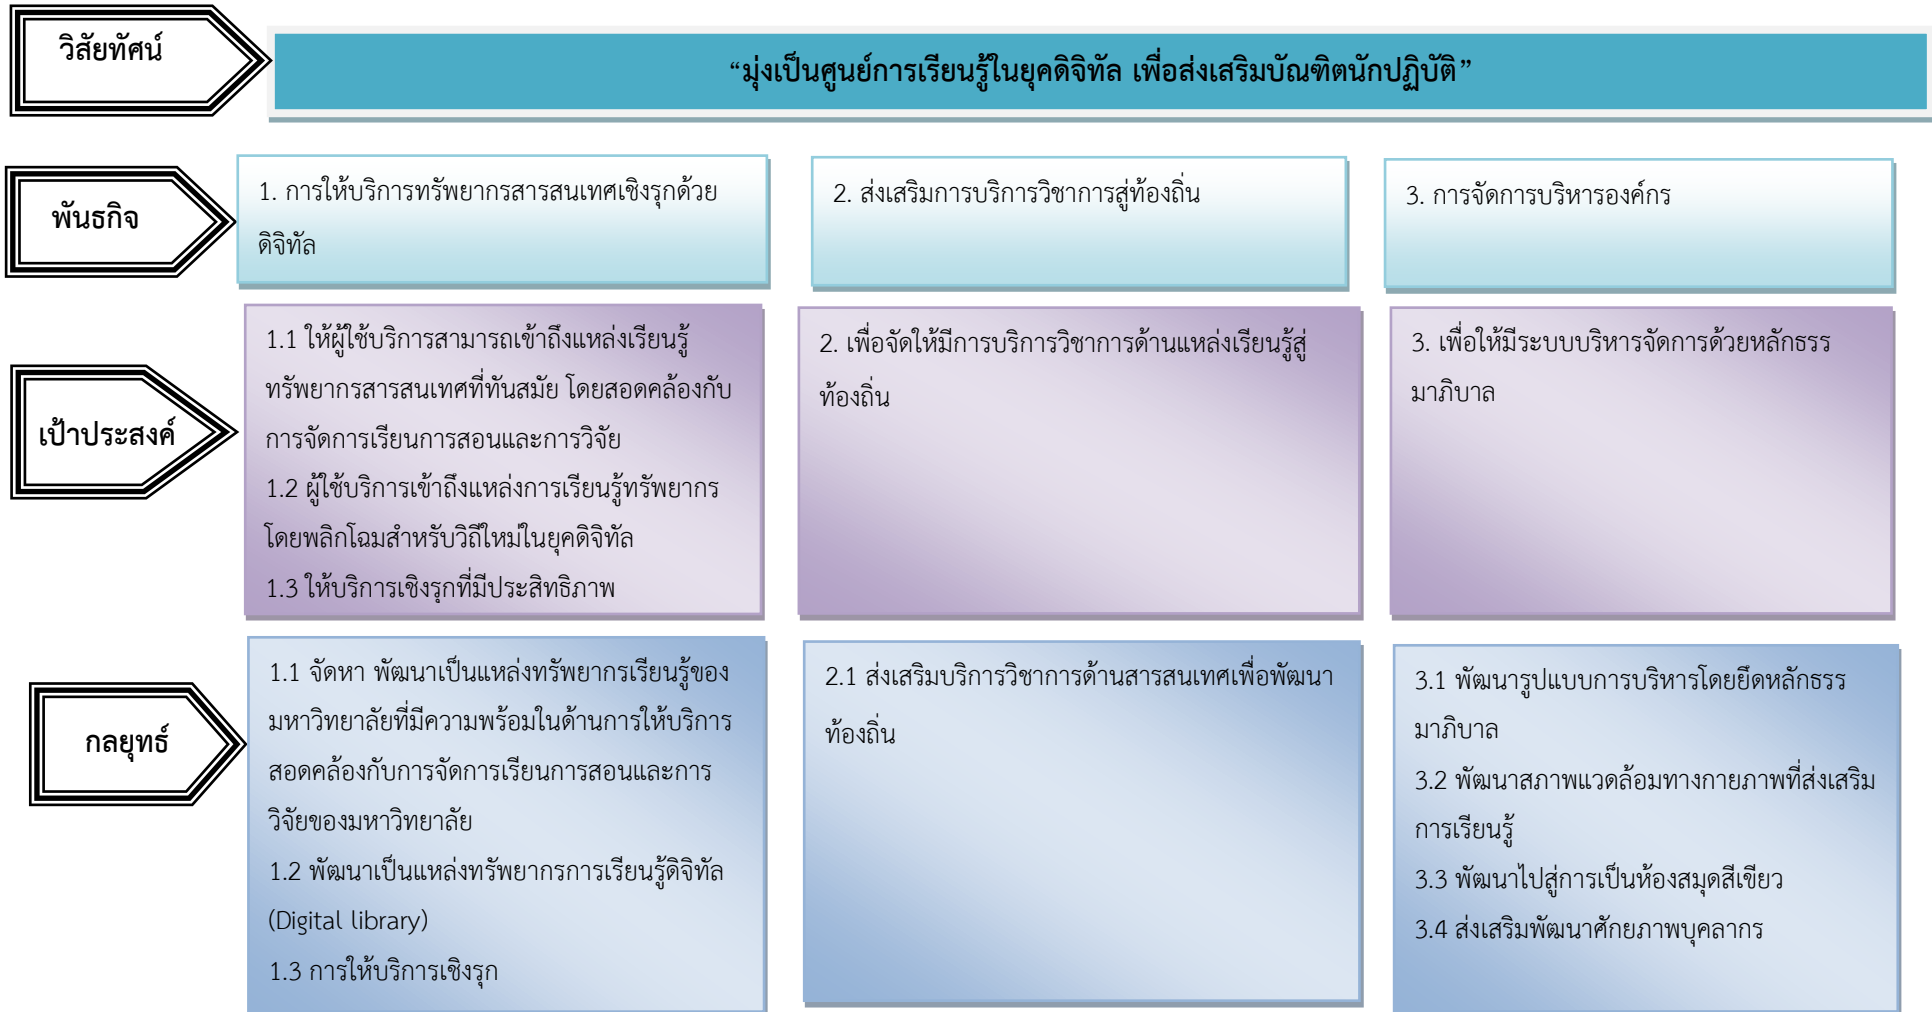 วิสัยทัศน์
“มุ่งเป็นศูนย์การเรียนรู้ในยุคดิจิทัล เพื่อส่งเสริมบัณฑิตนักปฏิบัติ”
พันธกิจ
1. การให้บริการทรัพยากรสารสนเทศเชิงรุกด้วย
ดิจิทัล
2. ส่งเสริมการบริการวิชาการสู่ท้องถิ่น
3. การจัดการบริหารองค์กร
เป้าประสงค์
1.1 ให้ผู้ใช้บริการสามารถเข้าถึงแหล่งเรียนรู้
ทรัพยากรสารสนเทศที่ทันสมัย โดยสอดคล้องกับ
การจัดการเรียนการสอนและการวิจัย
1.2 ผู้ใช้บริการเข้าถึงแหล่งการเรียนรู้ทรัพยากร
โดยพลิกโฉมสำหรับวิถีใหม่ในยุคดิจิทัล
1.3 ให้บริการเชิงรุกที่มีประสิทธิภาพ
2. เพื่อจัดให้มีการบริการวิชาการด้านแหล่งเรียนรู้สู่
ท้องถิ่น
3. เพื่อให้มีระบบบริหารจัดการด้วยหลักธรร
มาภิบาล
กลยุทธ์
1.1 จัดหา พัฒนาเป็นแหล่งทรัพยากรเรียนรู้ของ
มหาวิทยาลัยที่มีความพร้อมในด้านการให้บริการ
สอดคล้องกับการจัดการเรียนการสอนและการ
วิจัยของมหาวิทยาลัย
1.2 พัฒนาเป็นแหล่งทรัพยากรการเรียนรู้ดิจิทัล
(Digital library)
1.3 การให้บริการเชิงรุก
2.1 ส่งเสริมบริการวิชาการด้านสารสนเทศเพื่อพัฒนา
ท้องถิ่น
3.1 พัฒนารูปแบบการบริหารโดยยึดหลักธรร
มาภิบาล
3.2 พัฒนาสภาพแวดล้อมทางกายภาพที่ส่งเสริม
การเรียนรู้
3.3 พัฒนาไปสู่การเป็นห้องสมุดสีเขียว
3.4 ส่งเสริมพัฒนาศักยภาพบุคลากร